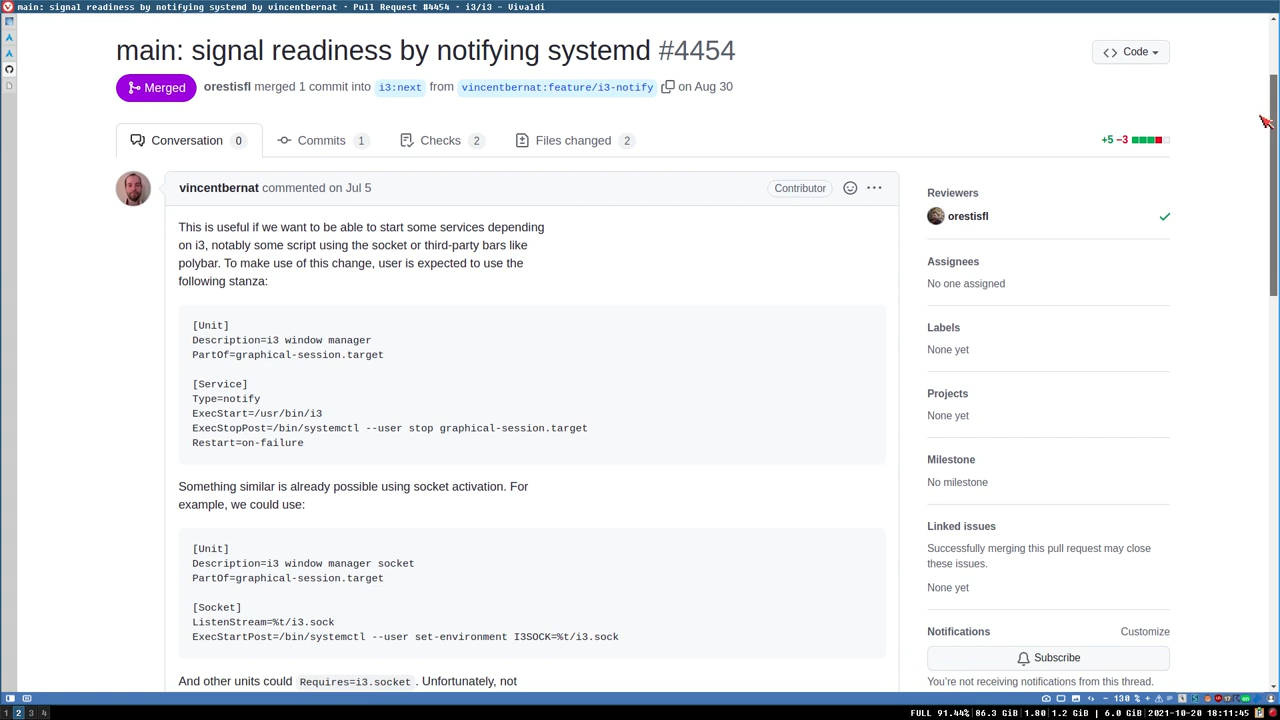 main: signal readiness by notifying systemd by vincentbernat · Pull Request #4454 · i3/i3 - Vivaldi
main: signal readiness by notifying systemd #4454
Code
Merged
orestisfl merged 1 commit into i3:next from vincentbernat:feature/i3-notify on Aug 30
Conversation 0
Commits 1
Checks 2
Files changed 2
+5 −3
vincentbernat commented on Jul 5
Contributor
This is useful if we want to be able to start some services depending
on i3, notably some script using the socket or third-party bars like
polybar. To make use of this change, user is expected to use the
following stanza:
[Unit]
Description=i3 window manager
PartOf=graphical-session.target
[Service]
Type=notify
ExecStart=/usr/bin/i3
ExecStopPost=/bin/systemctl --user stop graphical-session.target
Restart=on-failure
Something similar is already possible using socket activation. For
example, we could use:
[Unit]
Description=i3 window manager socket
PartOf=graphical-session.target
[Socket]
ListenStream=%t/i3.sock
ExecStartPost=/bin/systemctl --user set-environment I3SOCK=%t/i3.sock
And other units could Requires=i3.socket. Unfortunately, not
Reviewers
orestisfl
Assignees
No one assigned
Labels
None yet
Projects
None yet
Milestone
No milestone
Linked issues
Successfully merging this pull request may close
these issues.
None yet
Notifications
Customize
Subscribe
You're not receiving notifications from this thread.
130 %
1 2 3 4
FULL 91.44% 86.3 GiB 1.80 1.2 GiB | 6.0 GiB 2021-10-20 18:11:45